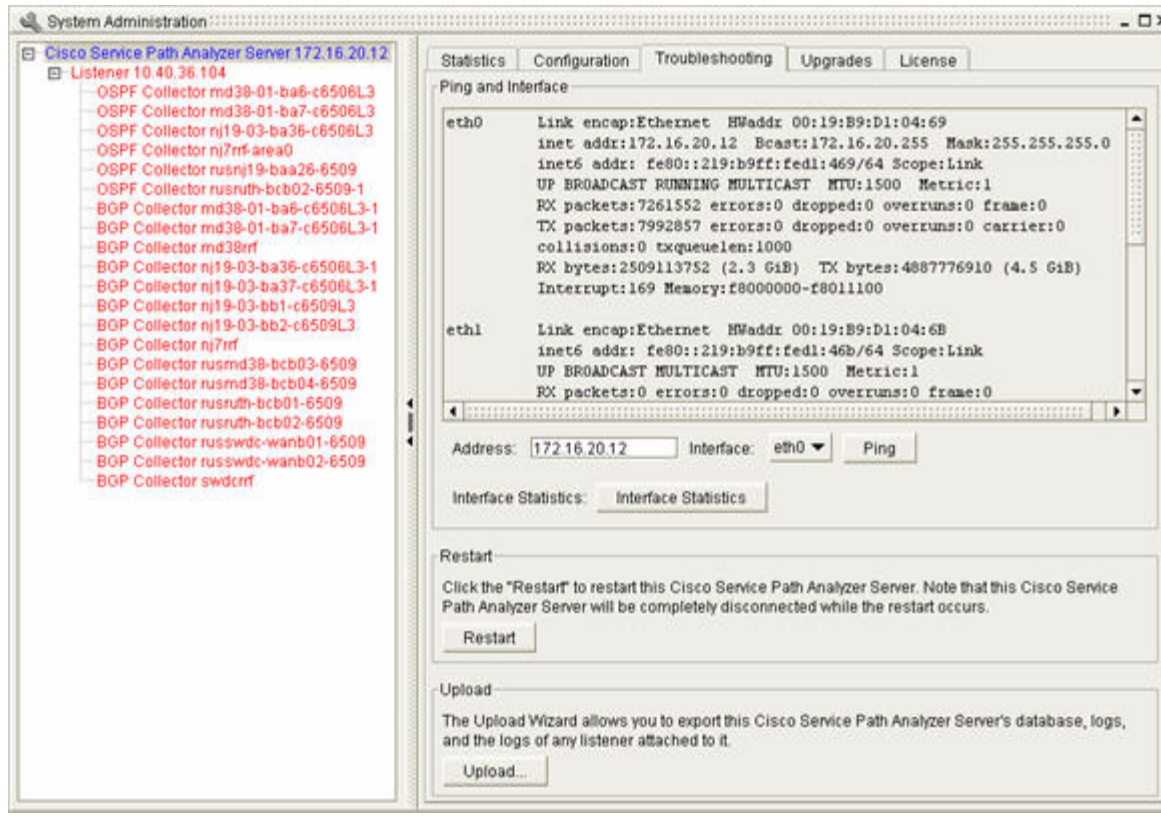 System Administration
Cisco Service Path Analyzer Server 172.16.20.12
Listener 10.40.36.104
OSPF Collector md38-01-ba6-c6506L3
OSPF Collector md38-01-ba7-c6506L3
OSPF Collector nj19-03-ba36-c6506L3
OSPF Collector nj7rrf-area0
OSPF Collector rusnj19-baa26-6509
OSPF Collector rusruth-bcb02-6509-1
BGP Collector md38-01-ba6-c6506L3-1
BGP Collector md38-01-ba7-c6506L3-1
BGP Collector md38rrf
BGP Collector nj19-03-ba36-c6506L3-1
BGP Collector nj19-03-ba37-c6506L3-1
BGP Collector nj19-03-bb1-c6509L3
BGP Collector nj19-03-bb2-c6509L3
BGP Collector nj7rrf
BGP Collector rusmd38-bcb03-6509
BGP Collector rusmd38-bcb04-6509
BGP Collector rusruth-bcb01-6509
BGP Collector rusruth-bcb02-6509
BGP Collector russwdc-wanb01-6509
BGP Collector russwdc-wanb02-6509
BGP Collector swdcrrf
Statistics Configuration Troubleshooting Upgrades License
Ping and Interface
eth0 Link encap:Ethernet HWaddr 00:19:B9:D1:04:69
inet addr:172.16.20.12 Bcast:172.16.20.255 Mask:255.255.255.0
inet6 addr: fe80::219:b9ff:fed1:469/64 Scope:Link
UP BROADCAST RUNNING MULTICAST MTU:1500 Metric:1
RX packets:7261552 errors:0 dropped:0 overruns:0 frame:0
TX packets:7992857 errors:0 dropped:0 overruns:0 carrier:0
collisions:0 txqueuelen:1000
RX bytes:2509113752 (2.3 GiB) TX bytes:4887776910 (4.5 GiB)
Interrupt:169 Memory:f8000000-f8011100
eth1 Link encap:Ethernet HWaddr 00:19:B9:D1:04:6B
inet6 addr: fe80::219:b9ff:fed1:46b/64 Scope:Link
UP BROADCAST MULTICAST MTU:1500 Metric:1
RX packets:0 errors:0 dropped:0 overruns:0 frame:0
Address: 172.16.20.12 Interface: eth0 Ping
Interface Statistics: Interface Statistics
Restart
Click the "Restart" to restart this Cisco Service Path Analyzer Server. Note that this Cisco Service
Path Analyzer Server will be completely disconnected while the restart occurs.
Restart
Upload
The Upload Wizard allows you to export this Cisco Service Path Analyzer Server's database, logs,
and the logs of any listener attached to it.
Upload...